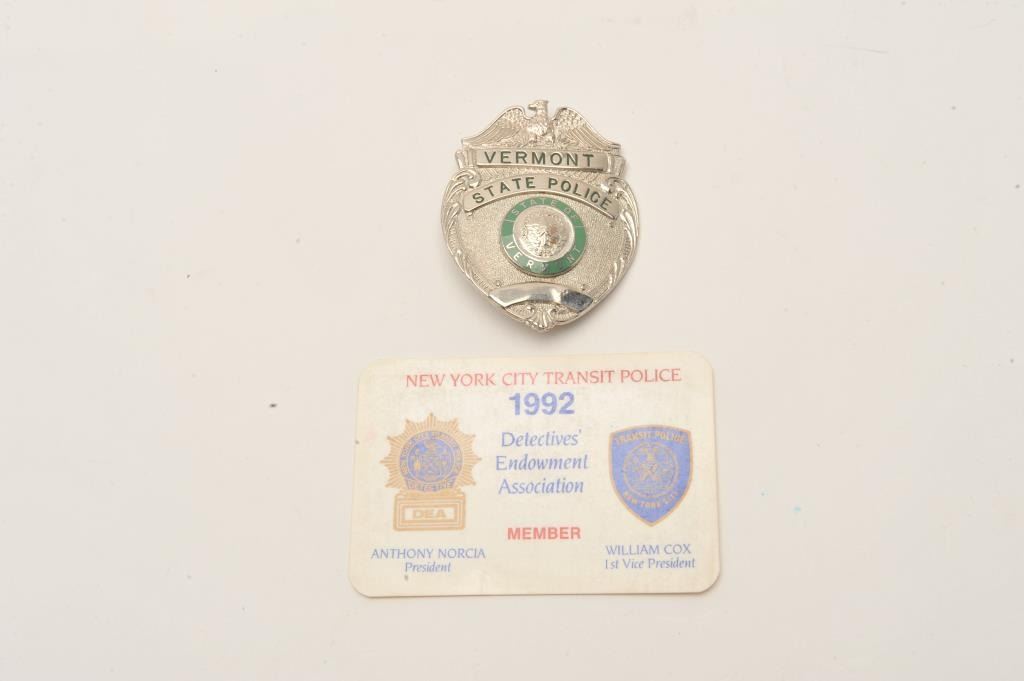 VERMONT
STATE POLICE
STATE OF
VERMONT
NEW YORK CITY TRANSIT POLICE
1992
Detectives'
Endowment
Association
MEMBER
DETECTIVE
DEA
TRANSIT POLICE
NEW YORK CITY
ANTHONY NORCIA
President
WILLIAM COX
1st Vice President